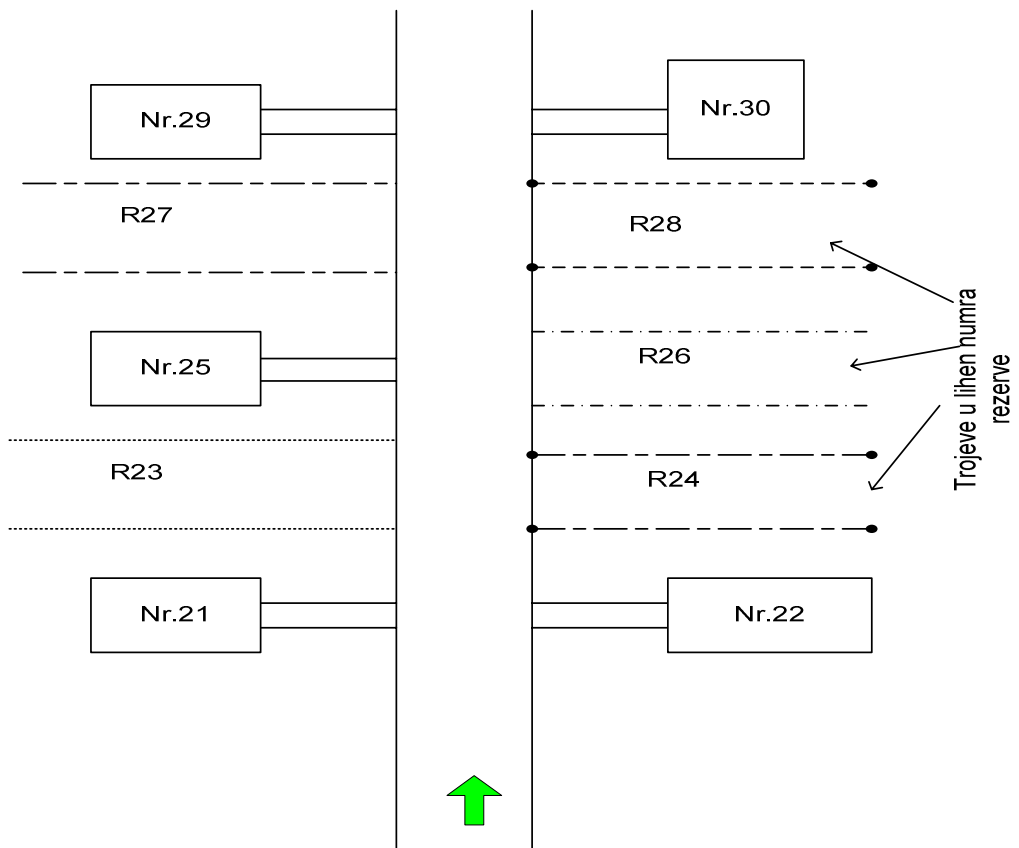 Nr.29
Nr.30
R27
R28
Nr.25
R26
R23
R24
Nr.21
Nr.22
Trojeve u lihen numra
rezerve